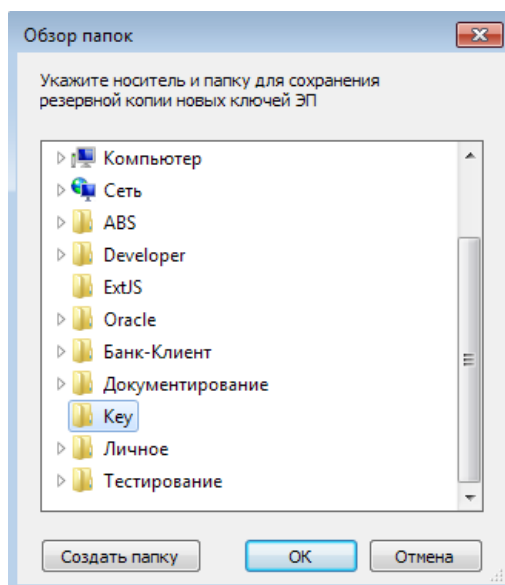 Обзор папок
Укажите носитель и папку для сохранения
резервной копии новых ключей ЭП
Компьютер
Сеть
ABS
Developer
ExtJS
Oracle
Банк-Клиент
Документирование
Key
Личное
Тестирование
Создать папку
ОК
Отмена